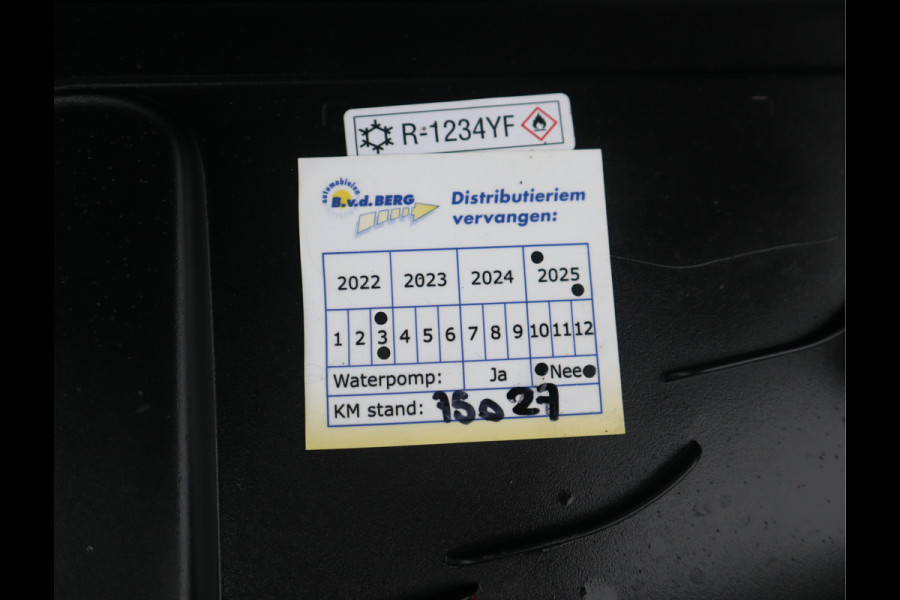 R-1234YF
automobielen
B.v.d. BERG
Distributieriem
vervangen:
2022 2023 2024 2025
1 2 3 4 5 6 7 8 9 10 11 12
Waterpomp: Ja Nee
KM stand: 75027